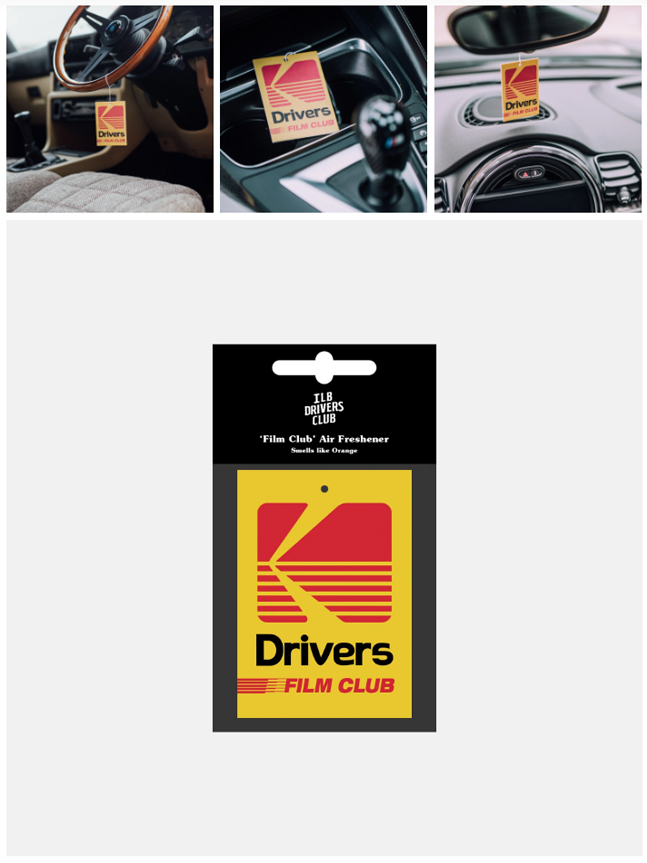 Drivers
FILM CLUB
Drivers
FILM CLUB
Drivers
FILM CLUB
ILB
DRIVERS
CLUB
'Film Club' Air Freshener
Smells like Orange
Drivers
FILM CLUB